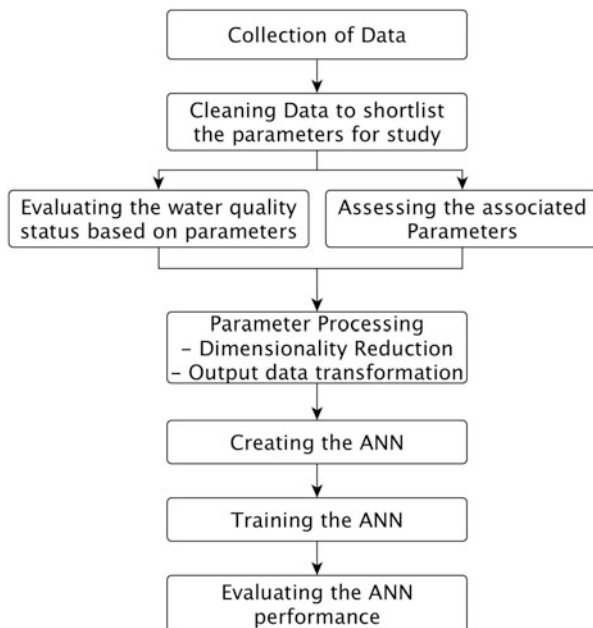 Collection of Data
Cleaning Data to shortlist
the parameters for study
Evaluating the water quality
status based on parameters
Assessing the associated
Parameters
Parameter Processing
– Dimensionality Reduction
– Output data transformation
Creating the ANN
Training the ANN
Evaluating the ANN
performance